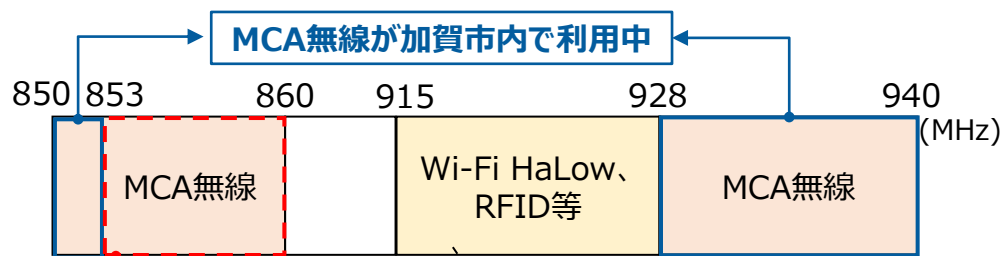 MCA無線が加賀市内で利用中
850 853 860 915 928 940
(MHz)
MCA無線
Wi-Fi HaLow、
RFID等
MCA無線